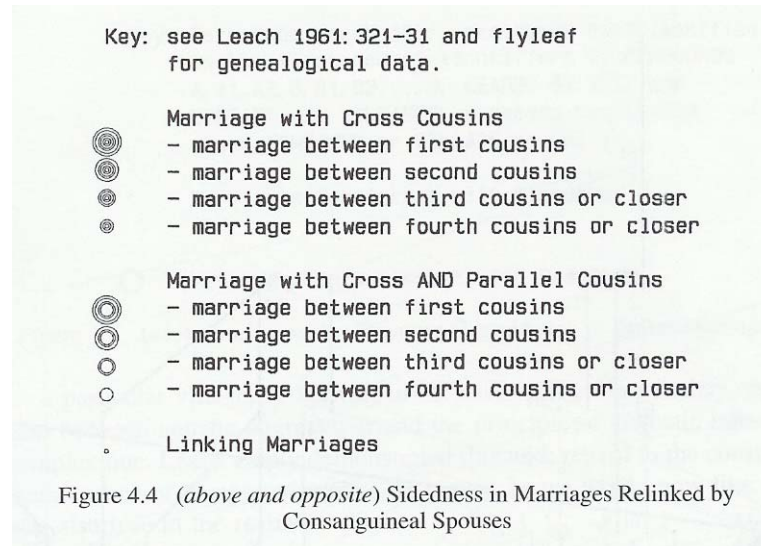 Key: see Leach 1961: 321-31 and flyleaf
for genealogical data.
Marriage with Cross Cousins
- marriage between first cousins
- marriage between second cousins
- marriage between third cousins or closer
- marriage between fourth cousins or closer
Marriage with Cross AND Parallel Cousins
- marriage between first cousins
- marriage between second cousins
- marriage between third cousins or closer
- marriage between fourth cousins or closer
Linking Marriages
Figure 4.4 (above and opposite) Sidedness in Marriages Relinked by
Consanguineal Spouses